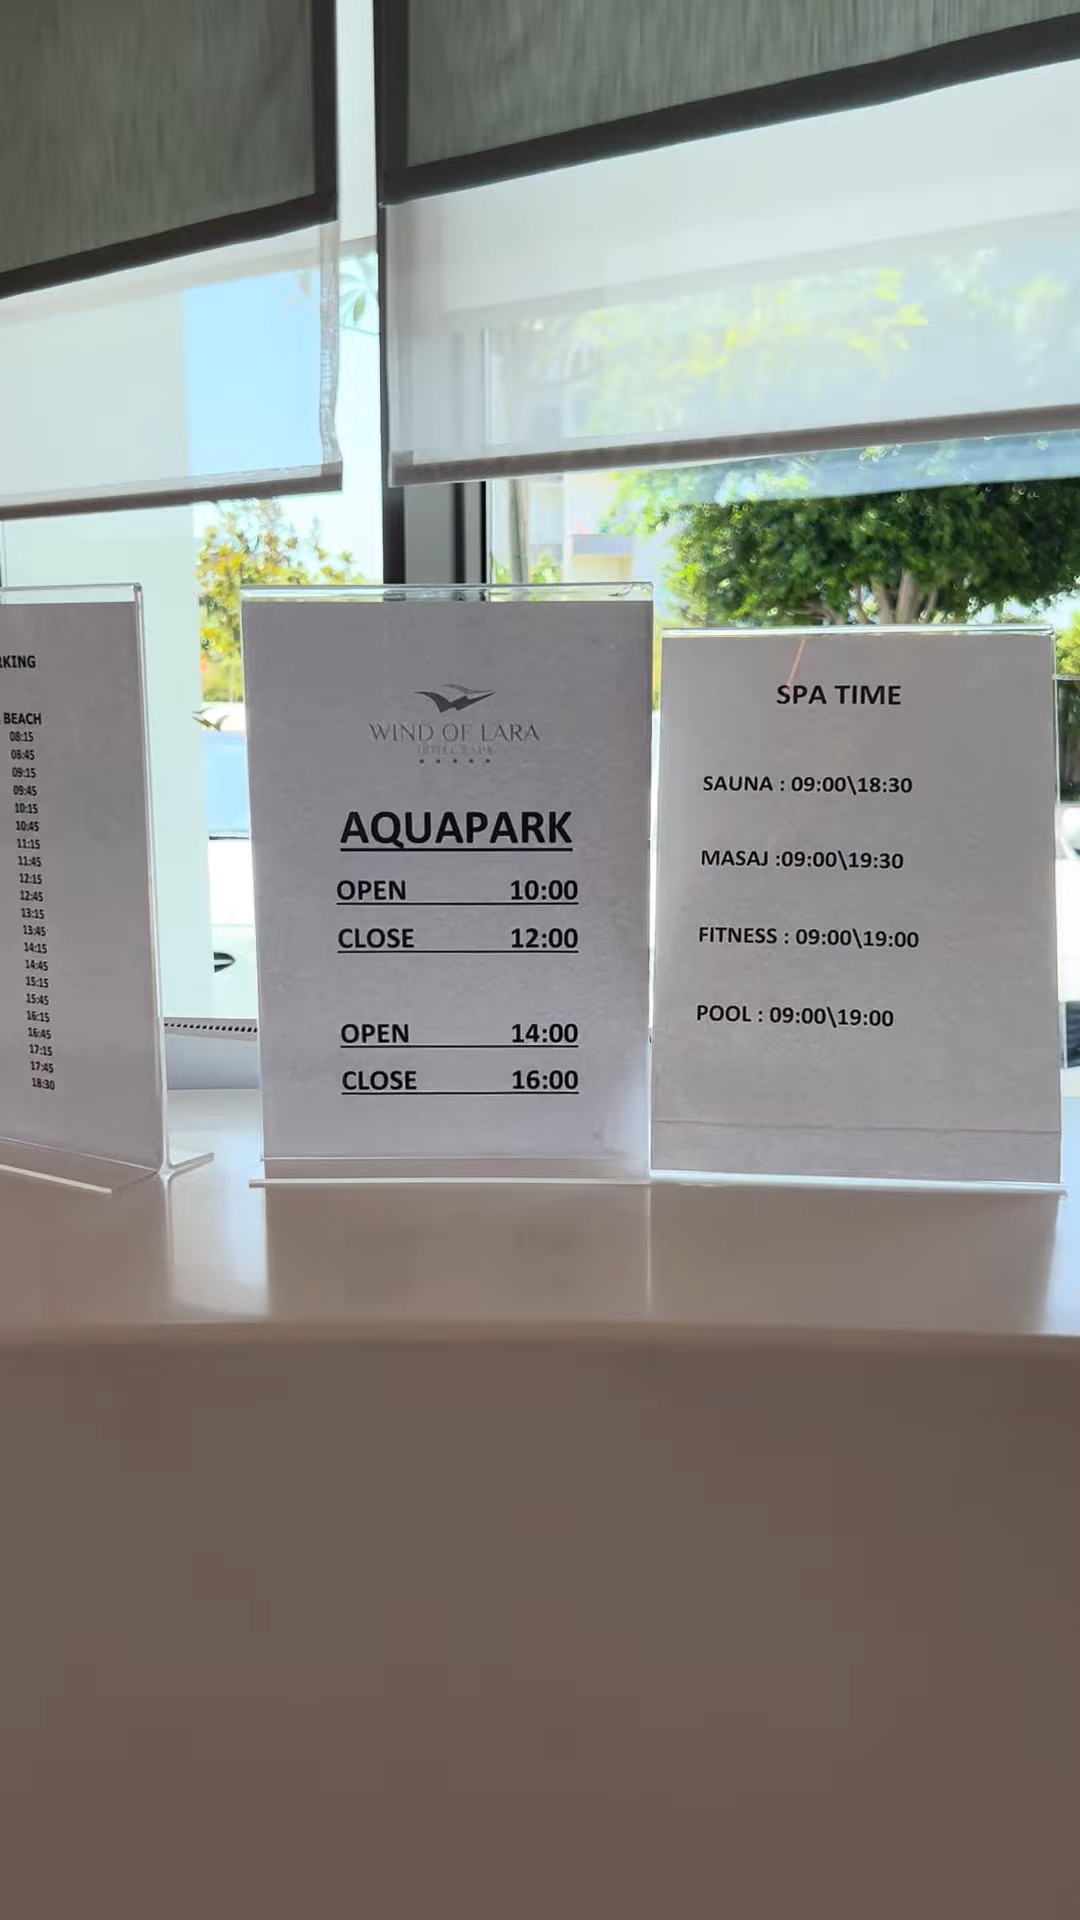 RKING
BEACH
08:15
08:45
09:15
09:45
10:15
10:45
11:15
11:45
12:15
12:45
13:15
13:45
14:15
14:45
15:15
15:45
16:15
16:45
17:15
17:45
18:30
WIND OF LARA
HOTEL & SPA
AQUAPARK
OPEN 10:00
CLOSE 12:00
OPEN 14:00
CLOSE 16:00
SPA TIME
SAUNA : 09:00\18:30
MASAJ :09:00\19:30
FITNESS : 09:00\19:00
POOL : 09:00\19:00